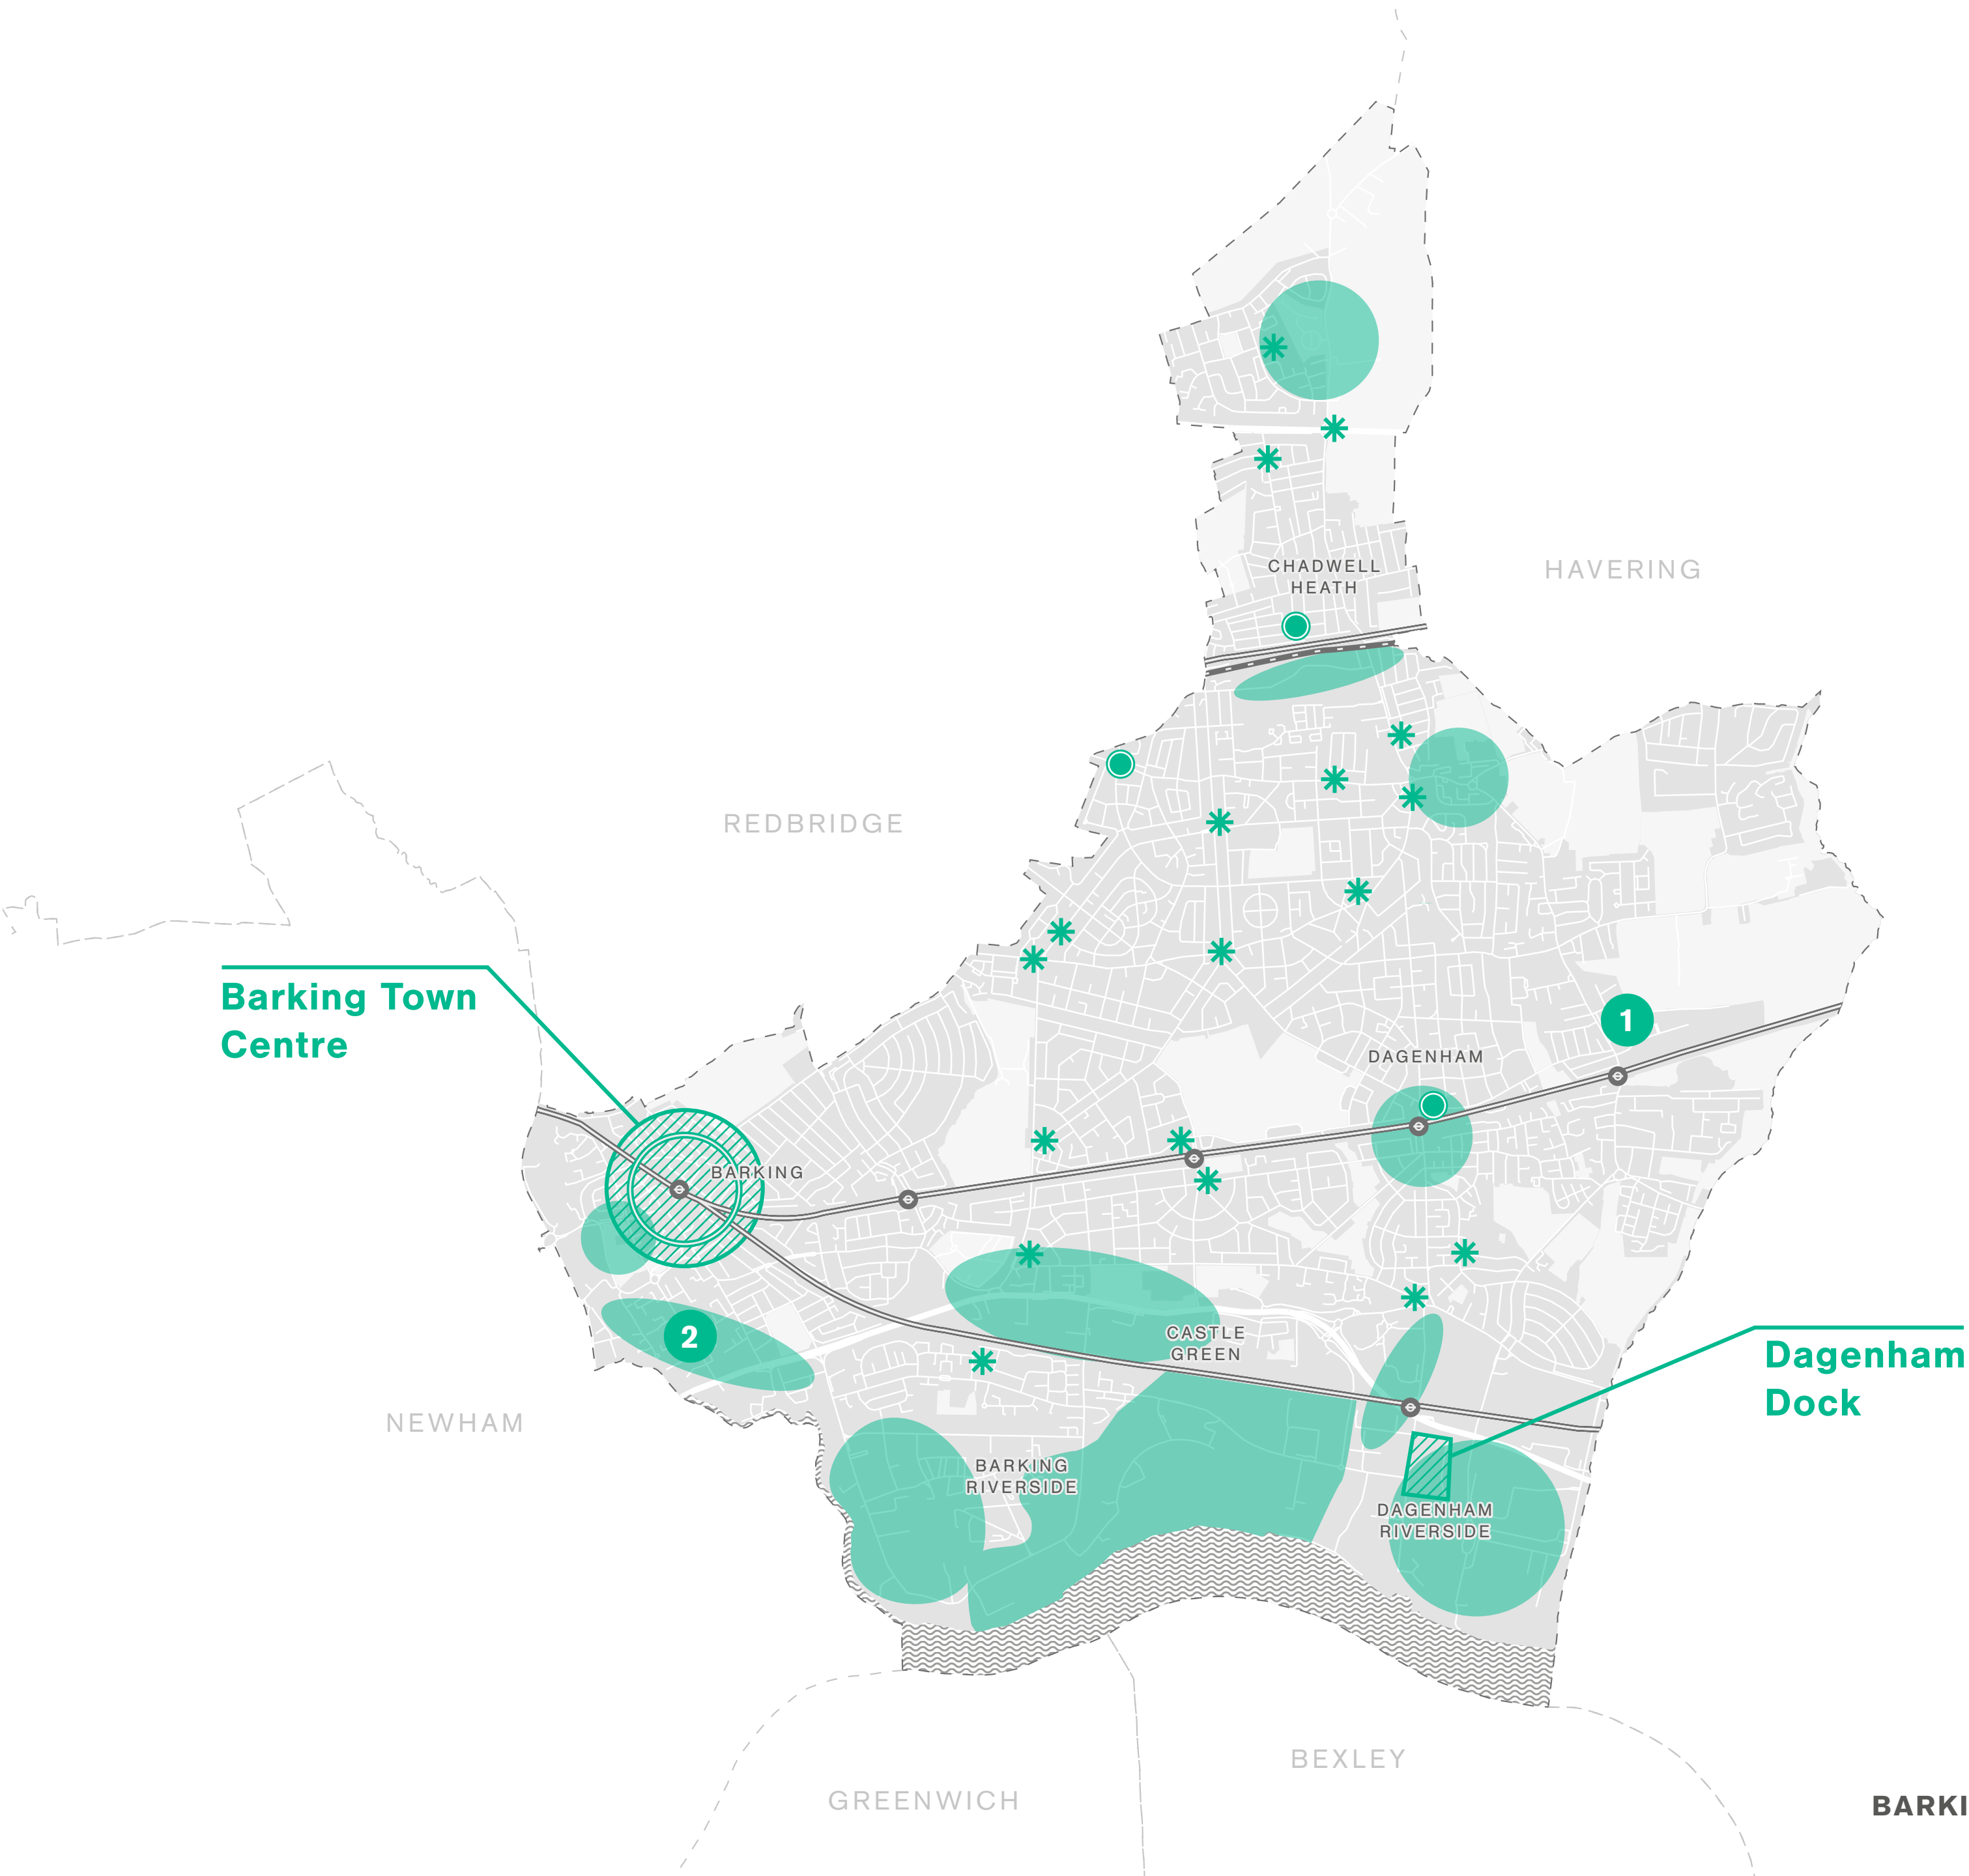 CHADWELL
HEATH
HAVERING
REDBRIDGE
Barking Town
Centre
1
DAGENHAM
BARKING
2
CASTLE
GREEN
Dagenham
Dock
NEWHAM
BARKING
RIVERSIDE
DAGENHAM
RIVERSIDE
BEXLEY
GREENWICH
BARKI